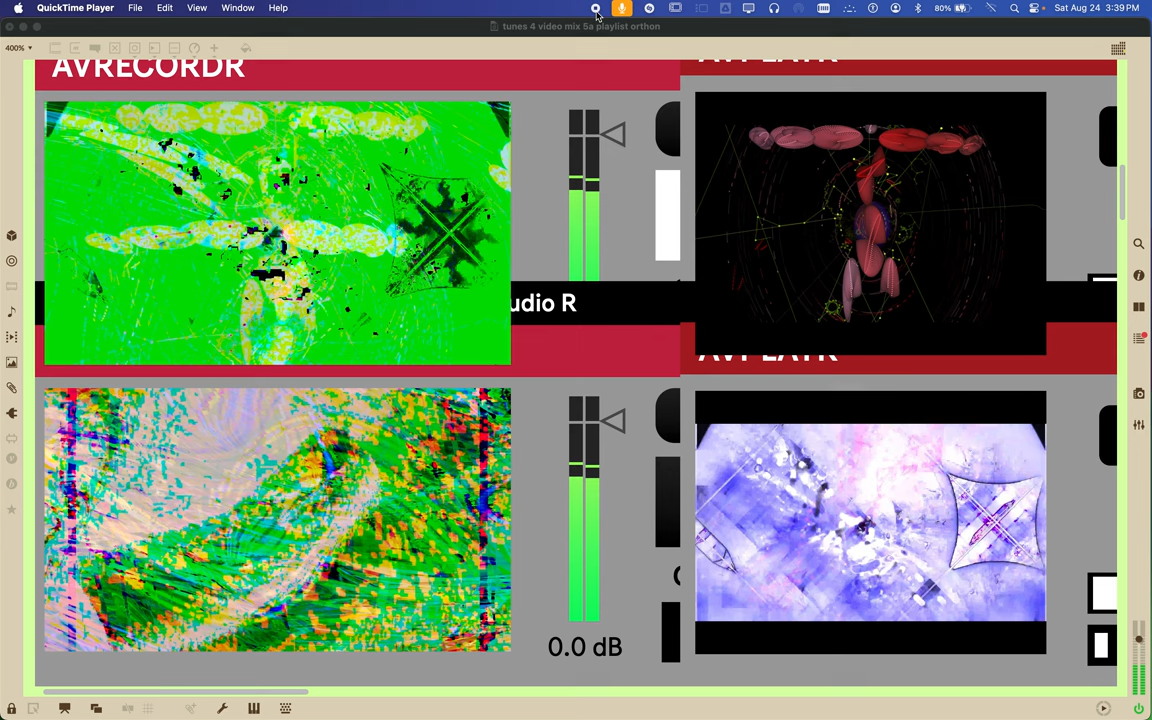 QuickTime Player File Edit View Window Help 80% Sat Aug 24 3:39 PM
tunes 4 video mix 5a playlist orthon
400%
AVRECORDR
udio R
0.0 dB